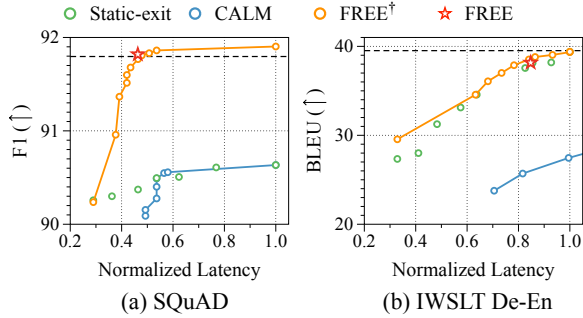 Static-exit CALM FREE† FREE
92
91
90
F1 (↑)
0.2 0.4 0.6 0.8 1.0
Normalized Latency
(a) SQuAD
40
30
20
BLEU (↑)
0.2 0.4 0.6 0.8 1.0
Normalized Latency
(b) IWSLT De-En